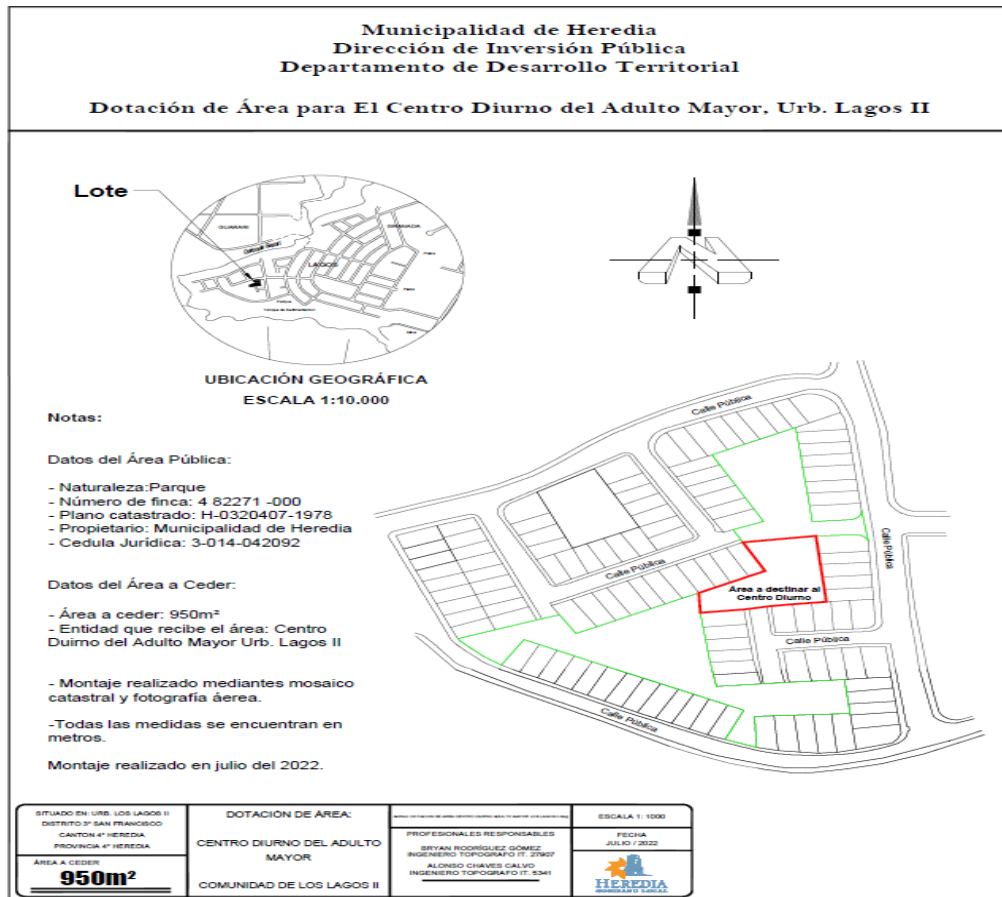 Municipalidad de Heredia
Dirección de Inversión Pública
Departamento de Desarrollo Territorial
Dotación de Área para El Centro Diurno del Adulto Mayor, Urb. Lagos II
Lote
GUARARI
GRANADA
LAGOS
Parque
UBICACIÓN GEOGRÁFICA
ESCALA 1:10.000
Notas:
Datos del Área Pública:
- Naturaleza:Parque
- Número de finca: 4 82271 -000
- Plano catastrado: H-0320407-1978
- Propietario: Municipalidad de Heredia
- Cedula Jurídica: 3-014-042092
Datos del Área a Ceder:
- Área a ceder: 950m²
- Entidad que recibe el área: Centro
Duirno del Adulto Mayor Urb. Lagos II
- Montaje realizado mediantes mosaico
catastral y fotografía áerea.
-Todas las medidas se encuentran en
metros.
Montaje realizado en julio del 2022.
Calle Pública
Calle Pública
Calle Pública
Área a destinar al
Centro Diurno
Calle Pública
Calle Pública
SITUADO EN: URB. LOS LAGOS II
DISTRITO 3° SAN FRANCISCO
CANTON 4° HEREDIA
PROVINCIA 4° HEREDIA
ÁREA A CEDER
950m²
DOTACIÓN DE ÁREA:
CENTRO DIURNO DEL ADULTO
MAYOR
COMUNIDAD DE LOS LAGOS II
PROFESIONALES RESPONSABLES
BRYAN RODRÍGUEZ GÓMEZ
INGENIERO TOPOGRAFO IT. 27907
ALONSO CHAVES CALVO
INGENIERO TOPOGRAFO IT. 5341
ESCALA 1: 1000
FECHA
JULIO / 2022
HEREDIA
GOBIERNO LOCAL